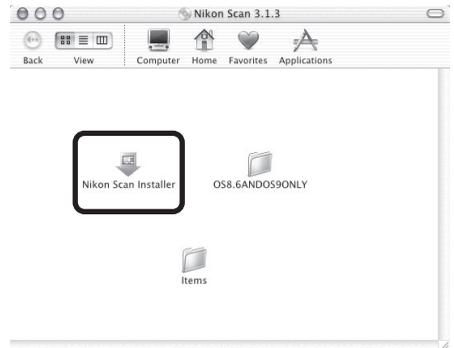 Nikon Scan 3.1.3
Back View Computer Home Favorites Applications
Nikon Scan Installer OS8.6ANDOS9ONLY
Items